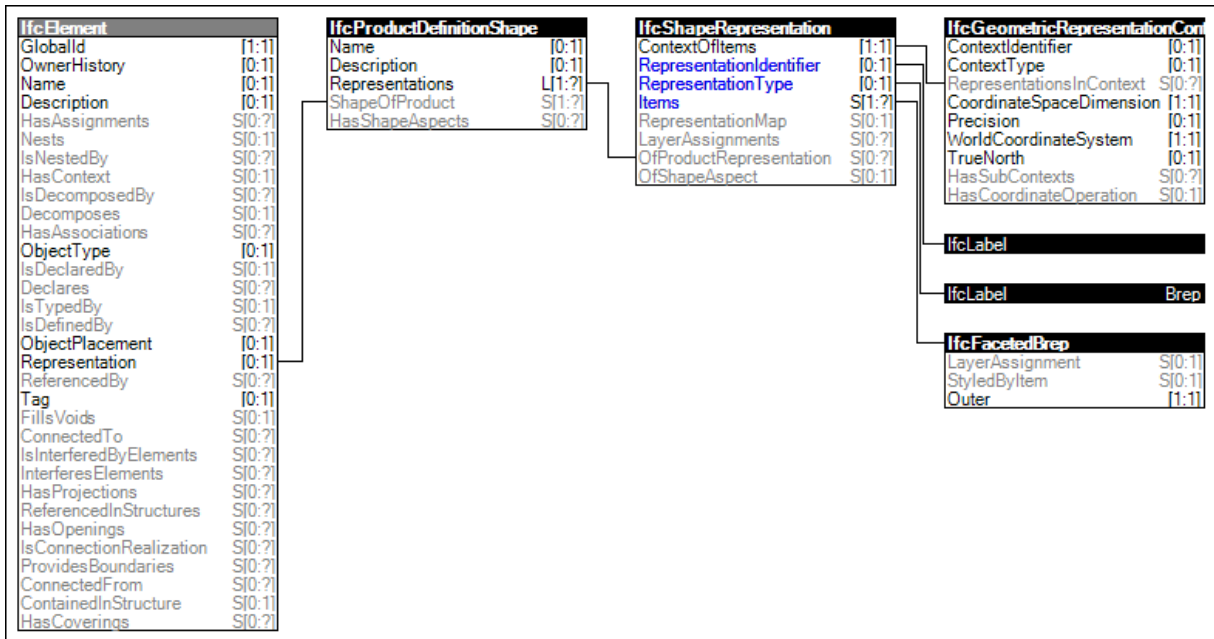 IfcElement
GlobalId [1:1]
OwnerHistory [0:1]
Name [0:1]
Description [0:1]
HasAssignments S[0:?]
Nests S[0:1]
IsNestedBy S[0:?]
HasContext S[0:1]
IsDecomposedBy S[0:?]
Decomposes S[0:1]
HasAssociations S[0:?]
ObjectType [0:1]
IsDeclaredBy S[0:1]
Declares S[0:?]
IsTypedBy S[0:1]
IsDefinedBy S[0:?]
ObjectPlacement [0:1]
Representation [0:1]
ReferencedBy S[0:?]
Tag [0:1]
FillsVoids S[0:1]
ConnectedTo S[0:?]
IsInterferedByElements S[0:?]
InterferesElements S[0:?]
HasProjections S[0:?]
ReferencedInStructures S[0:?]
HasOpenings S[0:?]
IsConnectionRealization S[0:?]
ProvidesBoundaries S[0:?]
ConnectedFrom S[0:?]
ContainedInStructure S[0:1]
HasCoverings S[0:?]
IfcProductDefinitionShape
Name [0:1]
Description [0:1]
Representations L[1:?]
ShapeOfProduct S[1:?]
HasShapeAspects S[0:?]
IfcShapeRepresentation
ContextOfItems [1:1]
RepresentationIdentifier [0:1]
RepresentationType [0:1]
Items S[1:?]
RepresentationMap S[0:1]
LayerAssignments S[0:?]
OfProductRepresentation S[0:?]
OfShapeAspect S[0:1]
IfcGeometricRepresentationCont
ContextIdentifier [0:1]
ContextType [0:1]
RepresentationsInContext S[0:?]
CoordinateSpaceDimension [1:1]
Precision [0:1]
WorldCoordinateSystem [1:1]
TrueNorth [0:1]
HasSubContexts S[0:?]
HasCoordinateOperation S[0:1]
IfcLabel
IfcLabel Brep
IfcFacetedBrep
LayerAssignment S[0:1]
StyledByItem S[0:1]
Outer [1:1]